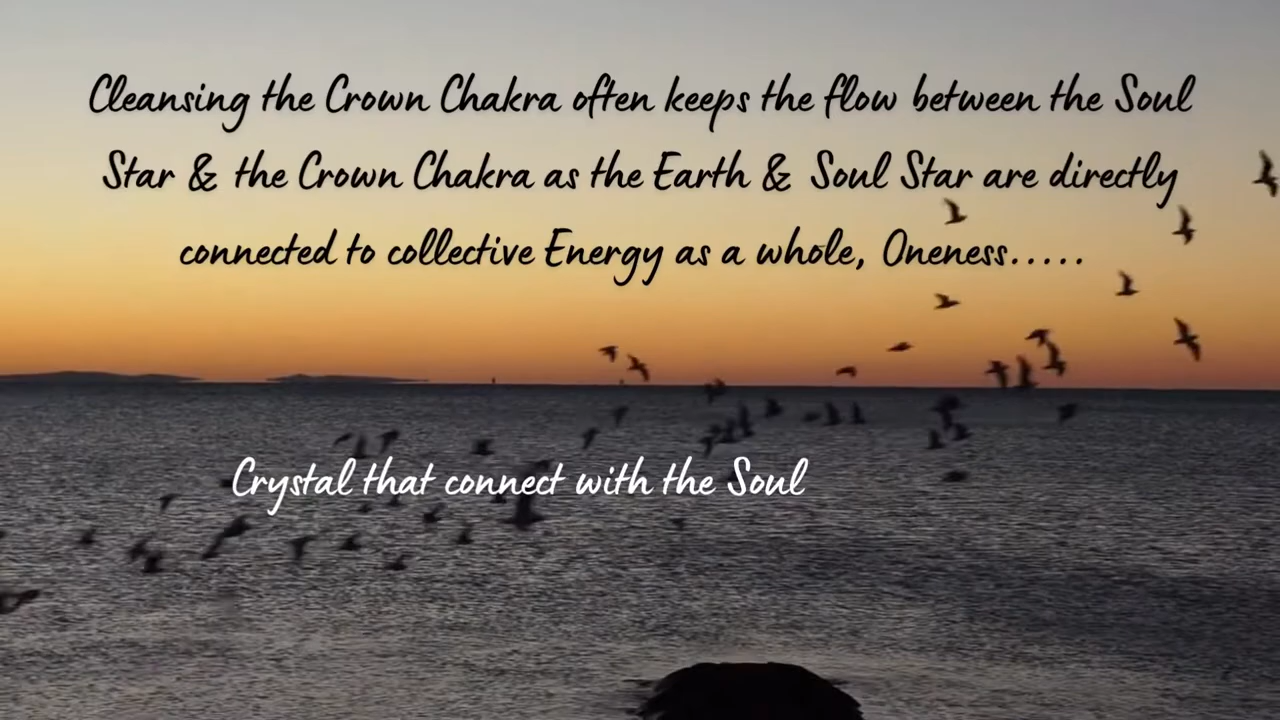 Cleansing the Crown Chakra often keeps the flow between the Soul
Star & the Crown Chakra as the Earth & Soul Star are directly
connected to collective Energy as a whole, Oneness.....
Crystal that connect with the Soul